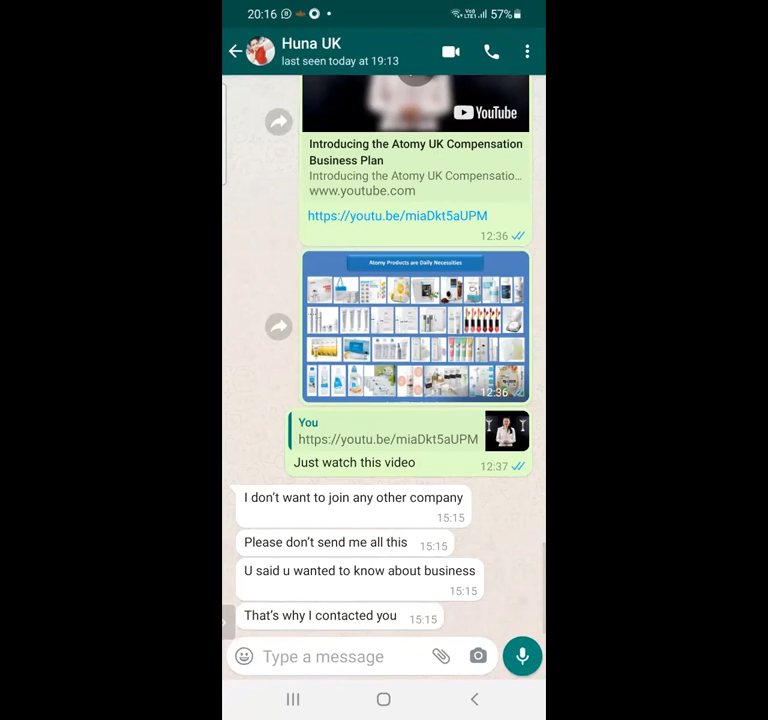 20:16
57%
Huna UK
last seen today at 19:13
YouTube
Introducing the Atomy UK Compensation
Business Plan
Introducing the Atomy UK Compensatio...
www.youtube.com
https://youtu.be/miaDkt5aUPM
12:36
Atomy Products are Daily Necessities
12:36
You
https://youtu.be/miaDkt5aUPM
Just watch this video
12:37
I don't want to join any other company
15:15
Please don't send me all this 15:15
U said u wanted to know about business
15:15
That's why I contacted you 15:15
Type a message